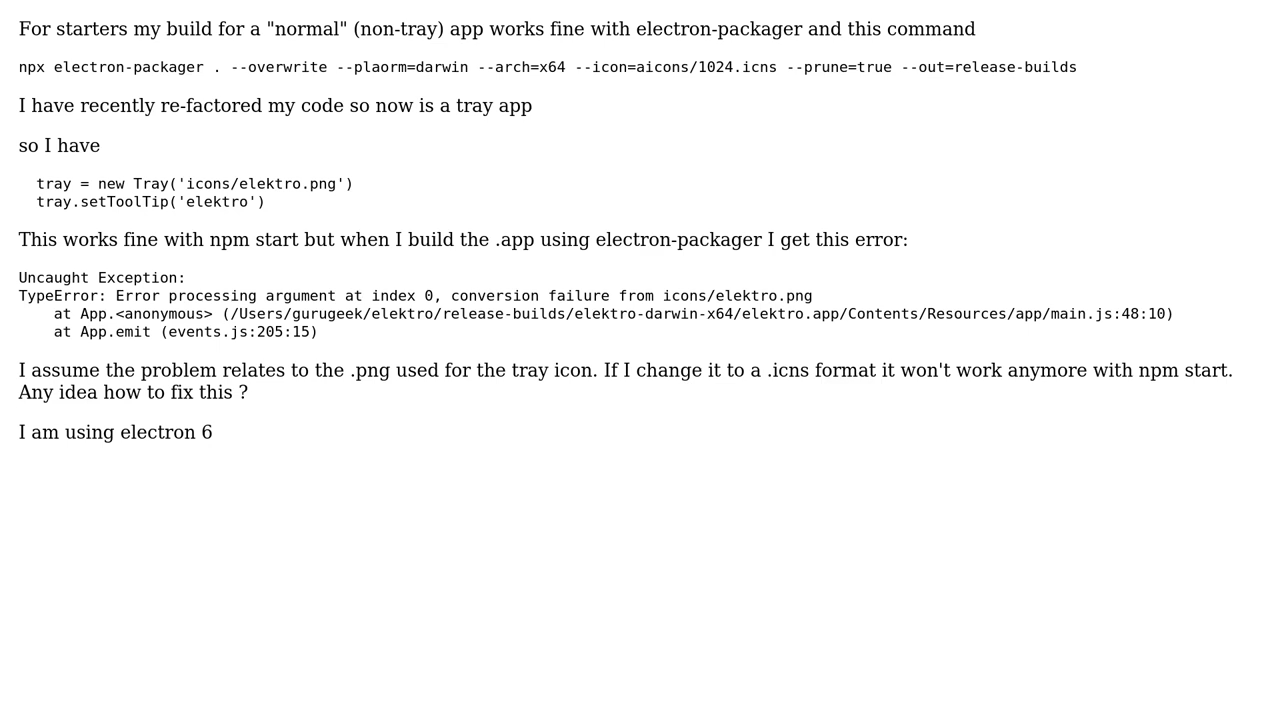 For starters my build for a "normal" (non-tray) app works fine with electron-packager and this command
npx electron-packager . --overwrite --plaorm=darwin --arch=x64 --icon=aicons/1024.icns --prune=true --out=release-builds
I have recently re-factored my code so now is a tray app
so I have
tray = new Tray('icons/elektro.png')
tray.setToolTip('elektro')
This works fine with npm start but when I build the .app using electron-packager I get this error:
Uncaught Exception:
TypeError: Error processing argument at index 0, conversion failure from icons/elektro.png
at App.<anonymous> (/Users/gurugeek/elektro/release-builds/elektro-darwin-x64/elektro.app/Contents/Resources/app/main.js:48:10)
at App.emit (events.js:205:15)
I assume the problem relates to the .png used for the tray icon. If I change it to a .icns format it won't work anymore with npm start.
Any idea how to fix this ?
I am using electron 6